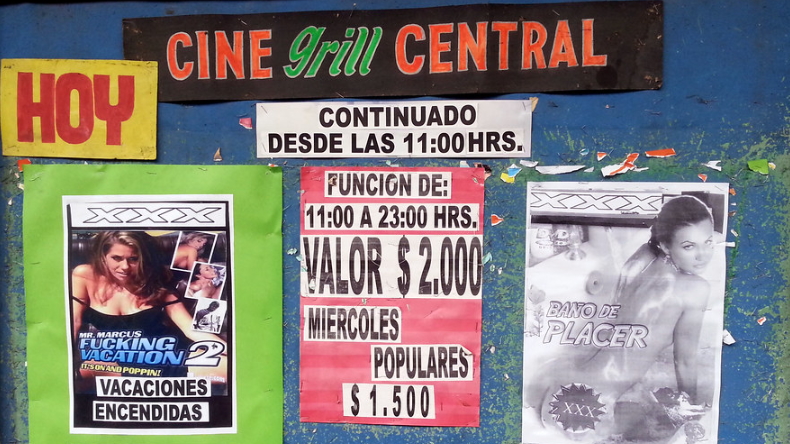 CINE Grill CENTRAL
HOY
CONTINUADO
DESDE LAS 11:00 HRS.
XXX
MR. MARCUS
FUCKING
VACATION 2
IT'S ON AND POPPIN!
VACACIONES
ENCENDIDAS
FUNCION DE:
11:00 A 23:00 HRS.
VALOR $ 2,000
MIERCOLES
POPULARES
$ 1.500
XXX
DVD
BAÑO DE
PLACER
XXX